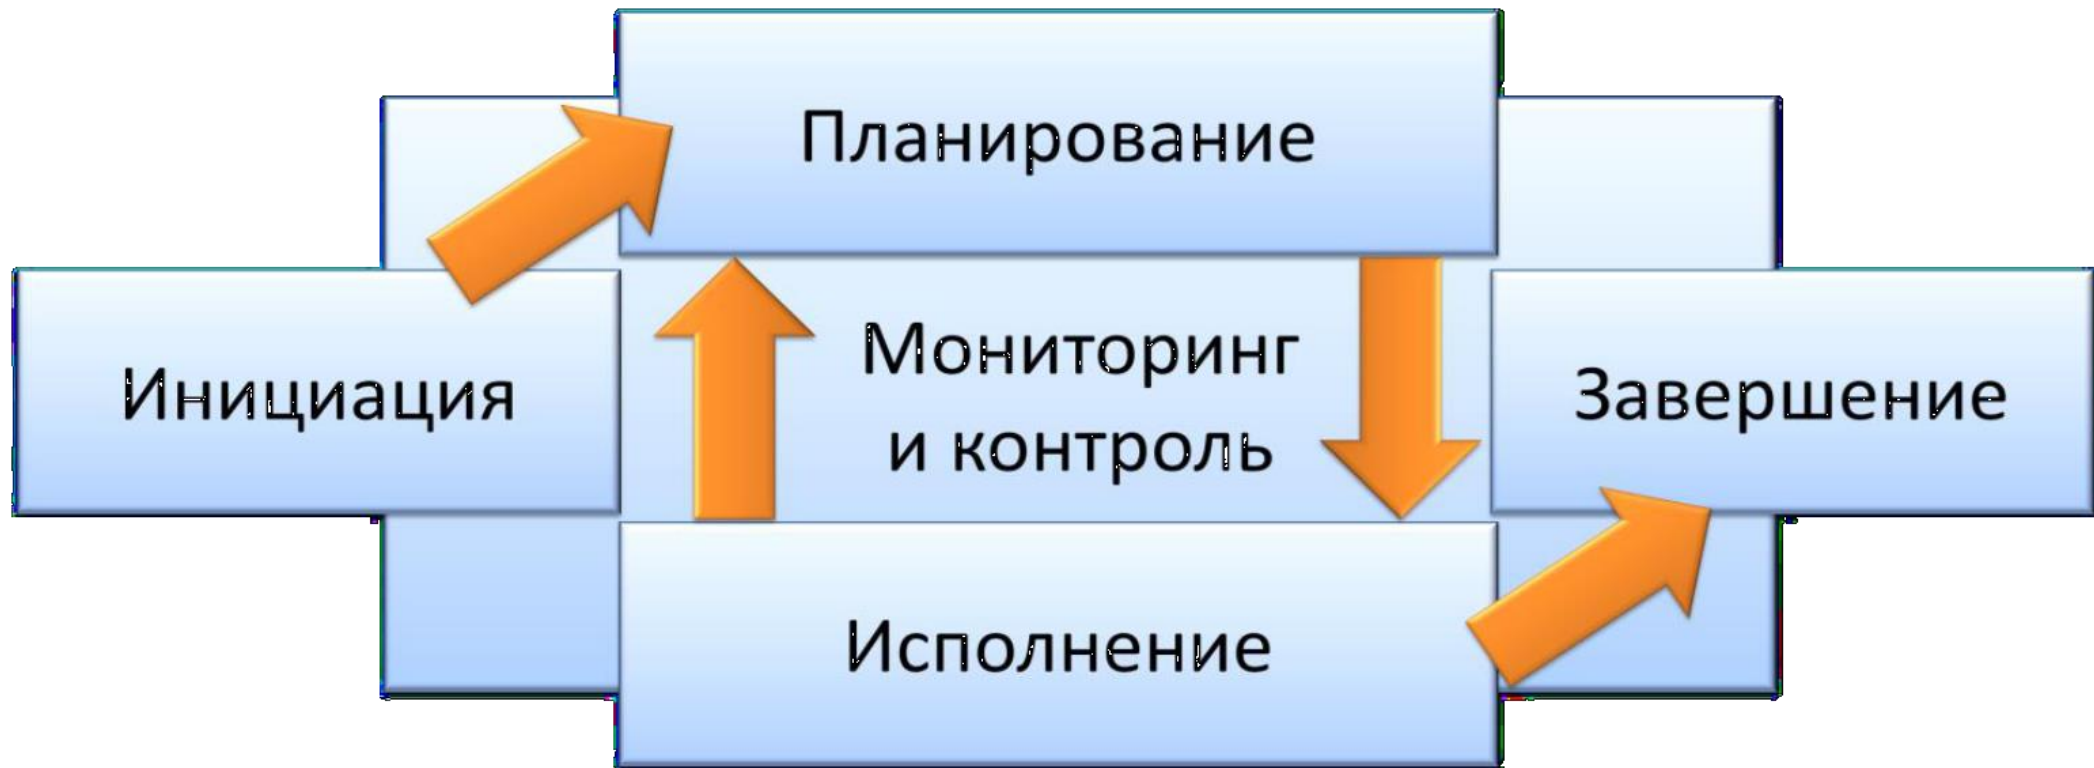 Планирование
Инициация
Мониторинг
и контроль
Завершение
Исполнение